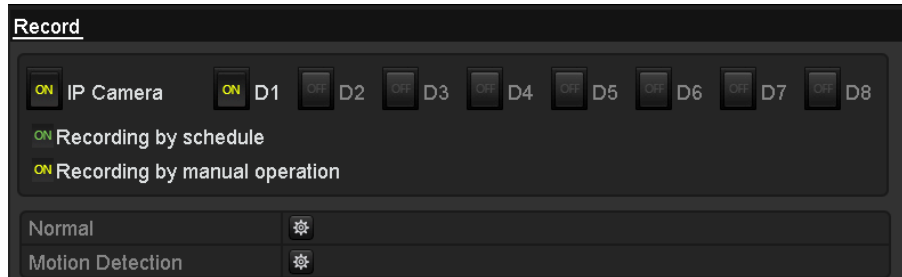 Record
ON IP Camera ON D1 OFF D2 OFF D3 OFF D4 OFF D5 OFF D6 OFF D7 OFF D8
ON Recording by schedule
ON Recording by manual operation
Normal
Motion Detection